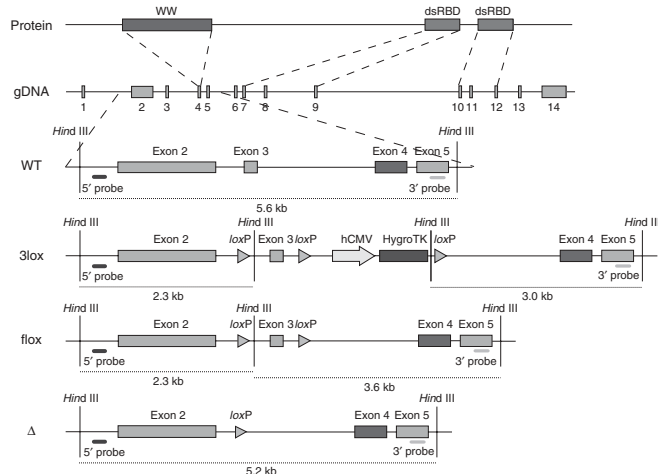 Protein WW dsRBD dsRBD
gDNA
1 2 3 4 5 6 7 8 9 10 11 12 13 14
Hind III Hind III
WT Exon 2 Exon 3 Exon 4 Exon 5
5′ probe 3′ probe
5.6 kb
Hind III Hind III Hind III Hind III
3lox Exon 2 loxP Exon 3 loxP hCMV HygroTK loxP Exon 4 Exon 5
5′ probe 3′ probe
2.3 kb 3.0 kb
Hind III Hind III Hind III
flox Exon 2 loxP Exon 3 loxP Exon 4 Exon 5
5′ probe 3′ probe
2.3 kb 3.6 kb
Hind III Hind III
Δ Exon 2 loxP Exon 4 Exon 5
5′ probe 3′ probe
5.2 kb